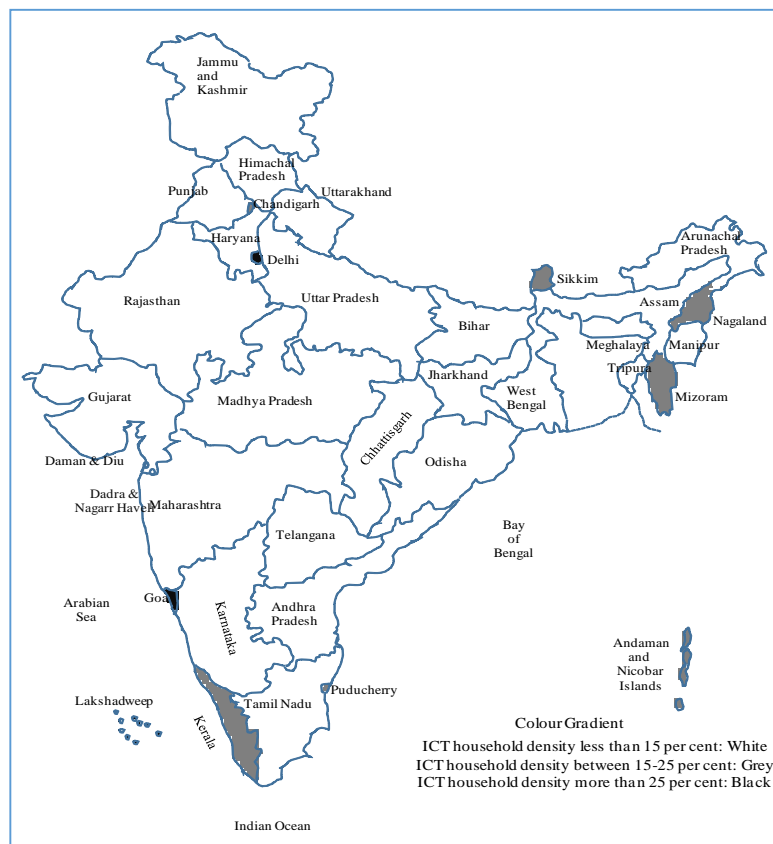 Jammu
and
Kashmir
Himachal
Pradesh
Punjab
Uttarakhand
Chandigarh
Haryana
Delhi
Arunachal
Pradesh
Sikkim
Rajasthan
Uttar Pradesh
Assam
Bihar
Nagaland
Meghalaya
Manipur
Tripura
Jharkhand
Gujarat
Madhya Pradesh
West
Bengal
Mizoram
Chhattisgarh
Daman & Diu
Odisha
Dadra &
Nagarr Haveli
Maharashtra
Bay
of
Bengal
Telangana
Goa
Arabian
Sea
Karnataka
Andhra
Pradesh
Andaman
and
Nicobar
Islands
Puducherry
Lakshadweep
Tamil Nadu
Kerala
Colour Gradient
ICT household density less than 15 per cent: White
ICT household density between 15-25 per cent: Grey
ICT household density more than 25 per cent: Black
Indian Ocean